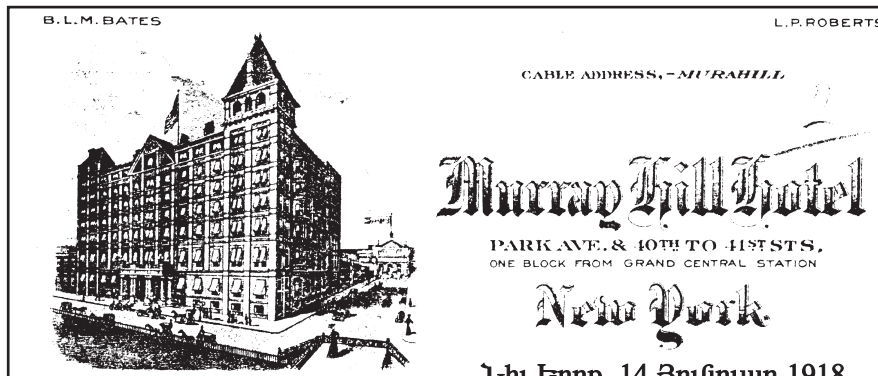 B.L.M. BATES
L.P. ROBERTS
CABLE ADDRESS,-MURAHILL
Murray Hill Hotel
PARK AVE. & 40TH TO 41ST STS.
ONE BLOCK FROM GRAND CENTRAL STATION
New York.
Նիւ Եորք, 14 Յունուար 1918